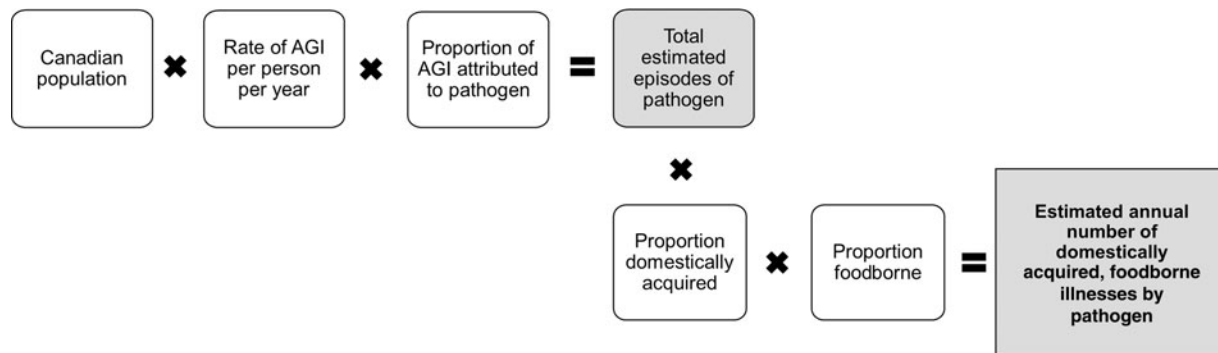 Canadian
population
✖
Rate of AGI
per person
per year
✖
Proportion of
AGI attributed
to pathogen
=
Total
estimated
episodes of
pathogen
✖
Proportion
domestically
acquired
✖
Proportion
foodborne
=
Estimated annual
number of
domestically
acquired, foodborne
illnesses by
pathogen